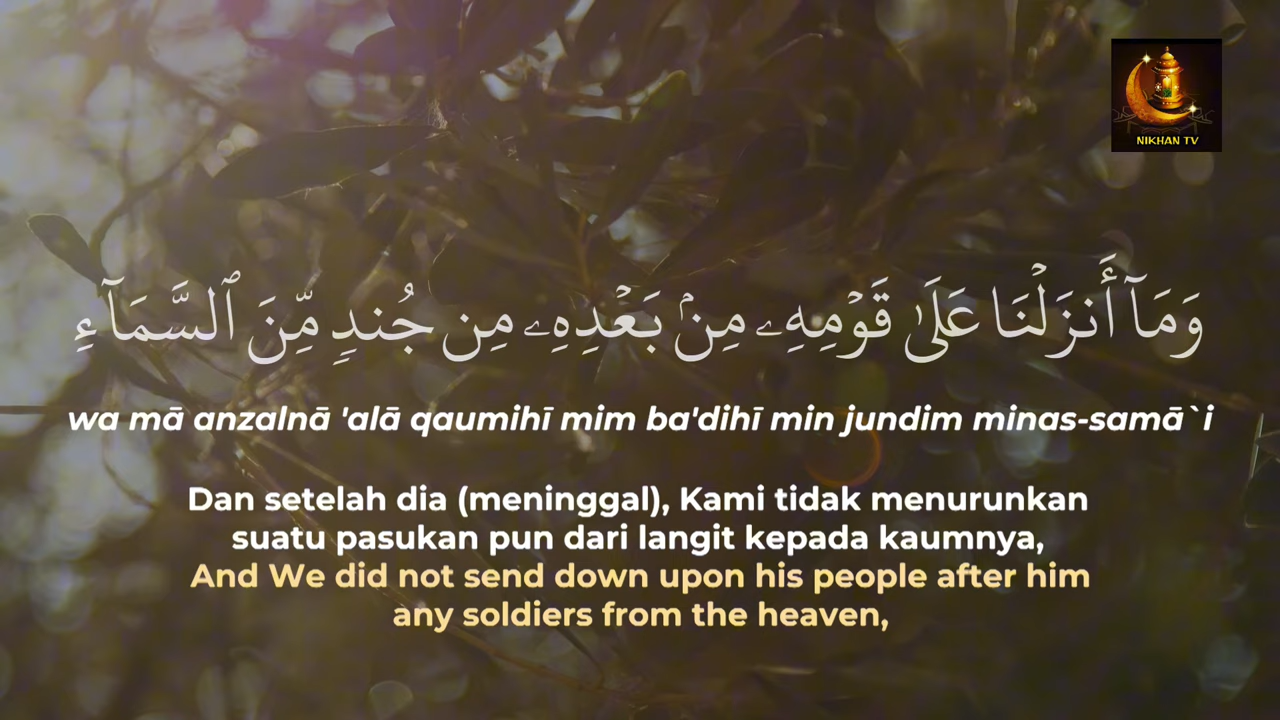 NIKHAN TV
وَمَآ أَنزَلْنَا عَلَىٰ قَوْمِهِۦ مِنۢ بَعْدِهِۦ مِن جُندٍ مِّنَ ٱلسَّمَآءِ
wa mā anzalnā 'alā qaumihī mim ba'dihī min jundim minas-samā`i
Dan setelah dia (meninggal), Kami tidak menurunkan
suatu pasukan pun dari langit kepada kaumnya,
And We did not send down upon his people after him
any soldiers from the heaven,